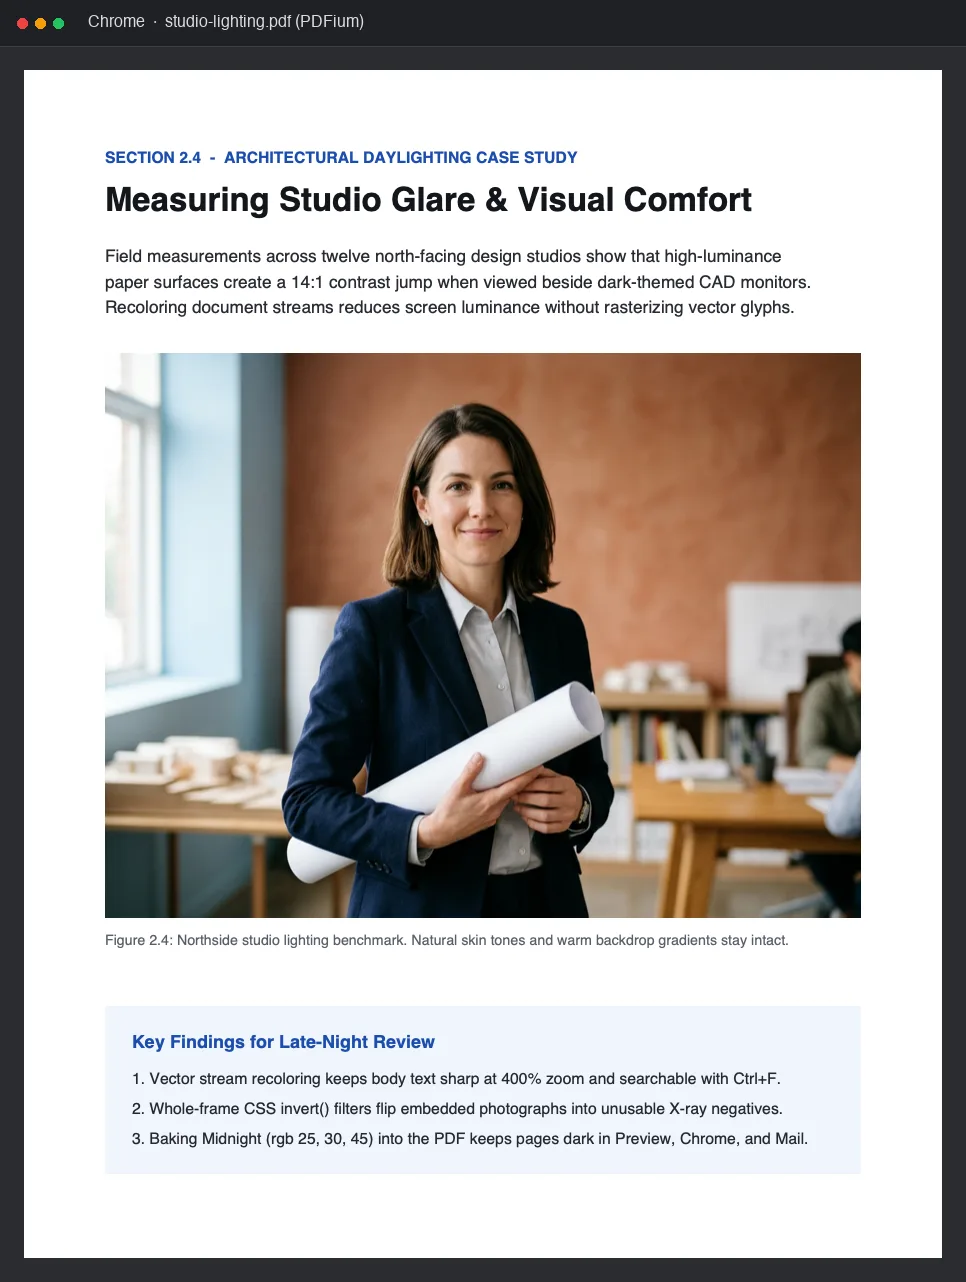 Chrome · studio-lighting.pdf (PDFium)
SECTION 2.4 - ARCHITECTURAL DAYLIGHTING CASE STUDY
Measuring Studio Glare & Visual Comfort
Field measurements across twelve north-facing design studios show that high-luminance
paper surfaces create a 14:1 contrast jump when viewed beside dark-themed CAD monitors.
Recoloring document streams reduces screen luminance without rasterizing vector glyphs.
Figure 2.4: Northside studio lighting benchmark. Natural skin tones and warm backdrop gradients stay intact.
Key Findings for Late-Night Review
1. Vector stream recoloring keeps body text sharp at 400% zoom and searchable with Ctrl+F.
2. Whole-frame CSS invert() filters flip embedded photographs into unusable X-ray negatives.
3. Baking Midnight (rgb 25, 30, 45) into the PDF keeps pages dark in Preview, Chrome, and Mail.